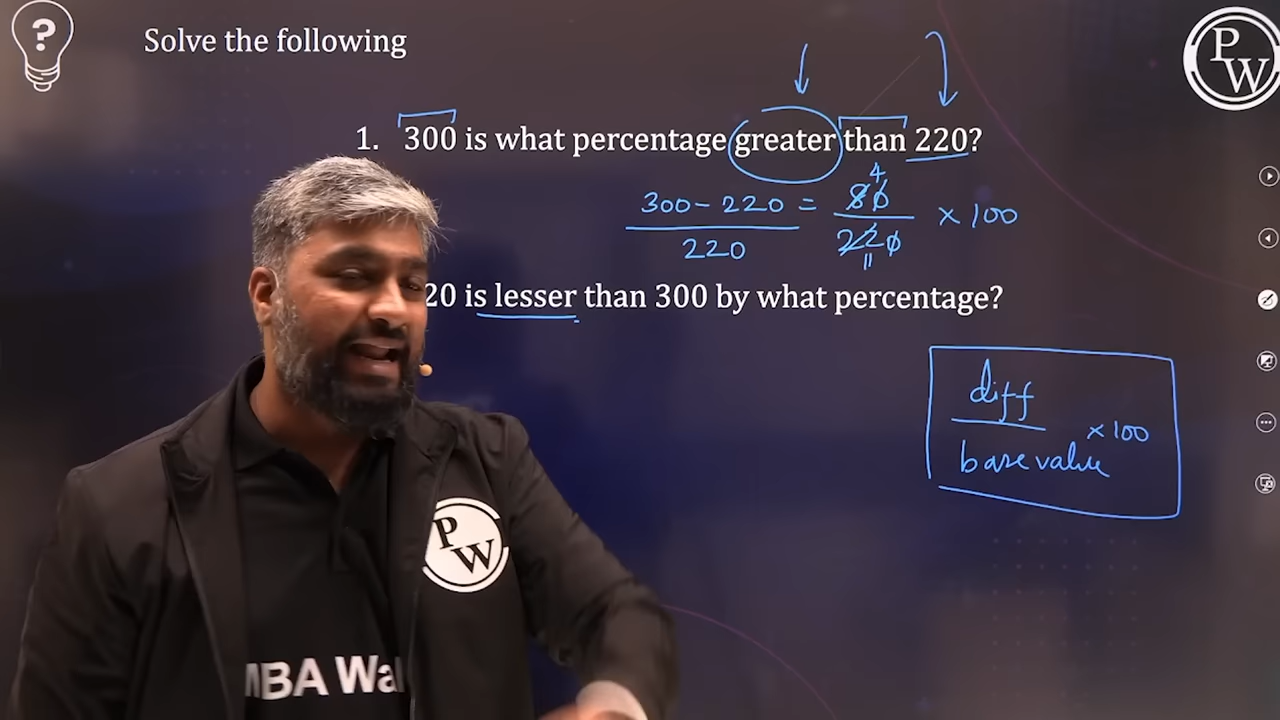 Solve the following
PW
1. 300 is what percentage greater than 220?
300 - 220 = 80/220 × 100
220
4
11
20 is lesser than 300 by what percentage?
diff
base value × 100
PW
MBA Wal